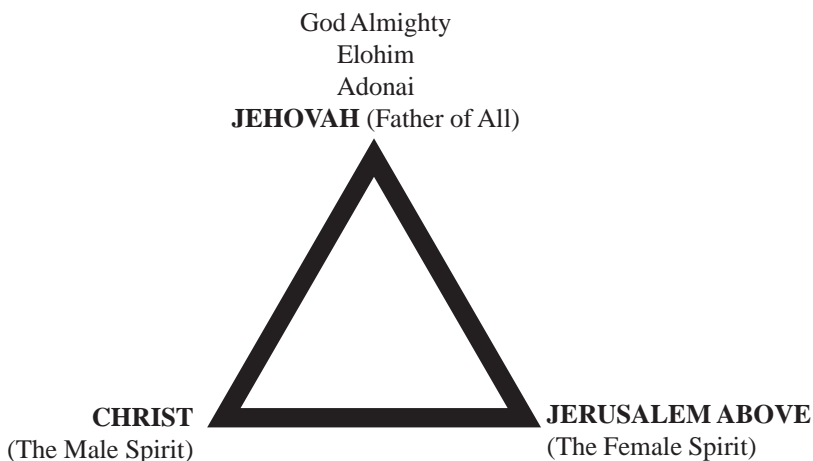 God Almighty
Elohim
Adonai
JEHOVAH (Father of All)
CHRIST
(The Male Spirit)
JERUSALEM ABOVE
(The Female Spirit)